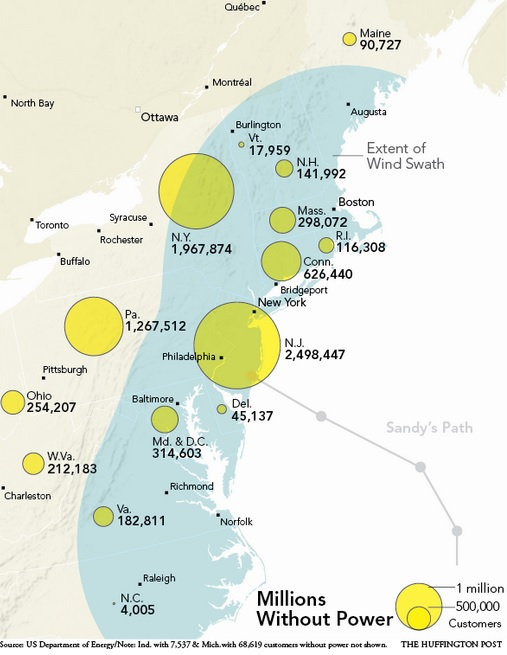 Québec
Maine
90,727
Montréal
North Bay
Ottawa
Augusta
Burlington
Vt.
17,959
Extent of
Wind Swath
N.H.
141,992
Boston
Mass.
298,072
Toronto
Syracuse
Rochester
N.Y.
1,967,874
R.I.
116,308
Buffalo
Conn.
626,440
Bridgeport
New York
Pa.
1,267,512
N.J.
2,498,447
Philadelphia
Pittsburgh
Ohio
254,207
Baltimore
Del.
45,137
Md. & D.C.
314,603
Sandy's Path
W.Va.
212,183
Charleston
Richmond
Va.
182,811
Norfolk
Raleigh
N.C.
4,005
Millions
Without Power
1 million
500,000
Customers
Source: US Department of Energy/Note: Ind. with 7,537 & Mich.with 68,619 customers without power not shown.
THE HUFFINGTON POST